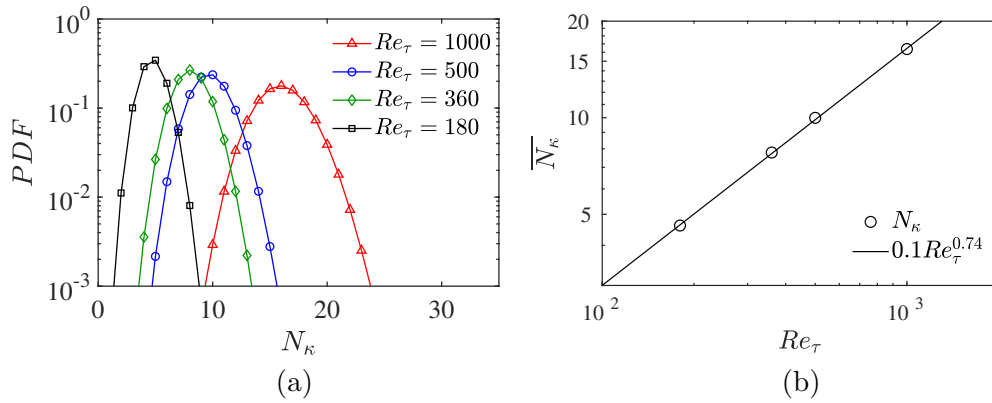 PDF
10^0
10^{-1}
10^{-2}
10^{-3}
0
10
20
30
N_κ
Re_τ = 1000
Re_τ = 500
Re_τ = 360
Re_τ = 180
(a)
\overline{N_κ}
20
15
10
5
10^2
10^3
Re_τ
N_κ
0.1Re_τ^{0.74}
(b)